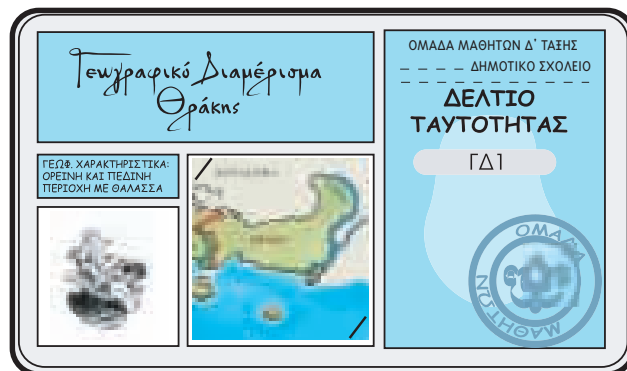 Γεωγραφικό Διαμέρισμα
Θράκης
ΓΕΩΦ. ΧΑΡΑΚΤΗΡΙΣΤΙΚΑ:
ΟΡΕΙΝΗ ΚΑΙ ΠΕΔΙΝΗ
ΠΕΡΙΟΧΗ ΜΕ ΘΑΛΑΣΣΑ
ΟΜΑΔΑ ΜΑΘΗΤΩΝ Δ΄ ΤΑΞΗΣ
_ _ _ _ _ ΔΗΜΟΤΙΚΟ ΣΧΟΛΕΙΟ
ΔΕΛΤΙΟ
ΤΑΥΤΟΤΗΤΑΣ
ΓΔ1
ΟΜΑΔΑ
ΜΑΘΗΤΩΝ